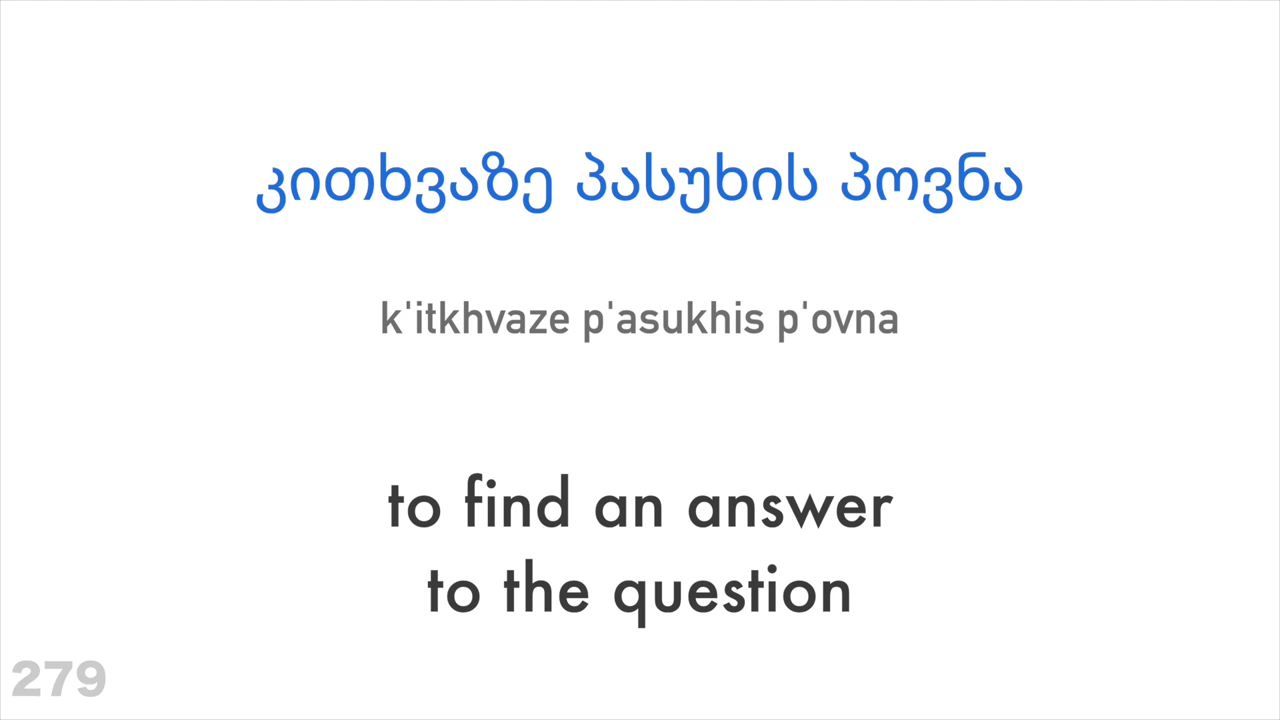 კითხვაზე პასუხის პოვნა
k'itkhvaze p'asukhis p'ovna
to find an answer
to the question
279